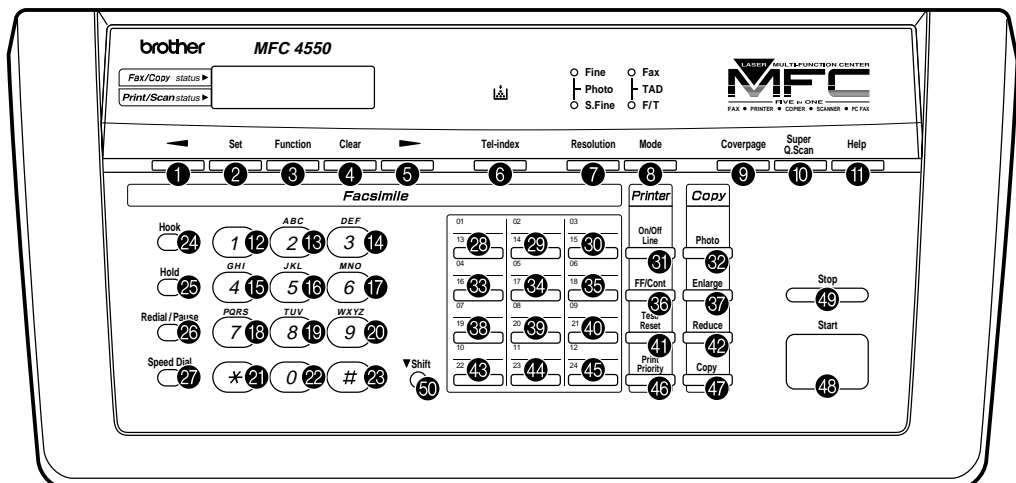 brother MFC 4550
Fax/Copy status
Print/Scan status
Fine Fax
Photo TAD
S.Fine F/T
LASER MULTI-FUNCTION CENTER
MFC
FIVE IN ONE
FAX • PRINTER • COPIER • SCANNER • PC FAX
Set Function Clear Tel-index Resolution Mode Coverpage Super Q.Scan Help
1 2 3 4 5 6 7 8 9 10 11
Facsimile Printer Copy
Hook
24
1 12
ABC
2 13
DEF
3 14
01 02 03
13 28 14 29 15 30
On/Off Line
31
Photo
32
Hold
25
GHI
4 15
JKL
5 16
MNO
6 17
04 05 06
16 33 17 34 18 35
FF/Cont
36
Enlarge
37
Stop
49
Redial / Pause
26
PQRS
7 18
TUV
8 19
WXYZ
9 20
07 08 09
19 38 20 39 21 40
Test/ Reset
41
Reduce
42
Start
48
Speed Dial
27
* 21
0 22
# 23
▼Shift
50
10 11 12
22 43 23 44 24 45
Print Priority
46
Copy
47